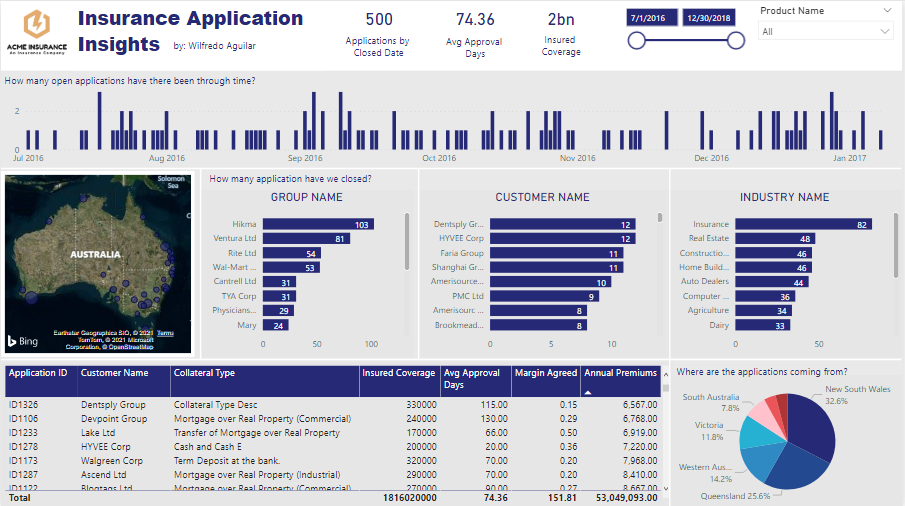 ACME INSURANCE
An Insurance Company
Insurance Application
Insights
by: Wilfredo Aguilar
500
Applications by
Closed Date
74.36
Avg Approval
Days
2bn
Insured
Coverage
7/1/2016
12/30/2018
Product Name
All
How many open applications have there been through time?
2
0
Jul 2016
Aug 2016
Sep 2016
Oct 2016
Nov 2016
Dec 2016
Jan 2017
Solomon
Sea
AUSTRALIA
Earthstar Geographics SIO, © 2021 Terms
TomTom, © 2021 Microsoft
Corporation, © OpenStreetMap
Bing
How many application have we closed?
GROUP NAME
Hikma 103
Ventura Ltd 81
Rite Ltd 54
Wal-Mart ... 53
Cantrell Ltd 31
TYA Corp 31
Physicians... 29
Mary 24
0 50 100
CUSTOMER NAME
Dentsply Gr... 12
HYVEE Corp 12
Faria Group 11
Shanghai Gr... 11
Amerisource... 10
PMC Ltd 9
Amerisourc ... 8
Brookmead... 8
0 5 10
INDUSTRY NAME
Insurance 82
Real Estate 48
Constructio... 46
Home Build... 46
Auto Dealers 44
Computer ... 36
Agriculture 34
Dairy 33
0 50
Application ID Customer Name Collateral Type Insured Coverage Avg Approval Days Margin Agreed Annual Premiums
ID1326 Dentsply Group Collateral Type Desc 330000 115.00 0.15 6,567.00
ID1106 Devpoint Group Mortgage over Real Property (Commercial) 240000 130.00 0.29 6,768.00
ID1233 Lake Ltd Transfer of Mortgage over Real Property 170000 66.00 0.50 6,919.00
ID1278 HYVEE Corp Cash and Cash E 200000 20.00 0.36 7,220.00
ID1173 Walgreen Corp Term Deposit at the bank. 320000 70.00 0.20 7,968.00
ID1287 Ascend Ltd Mortgage over Real Property (Industrial) 290000 70.00 0.20 8,410.00
ID1122 Blogtags Ltd Mortgage over Real Property (Commercial) 270000 90.00 0.27 8,667.00
Total 1816020000 74.36 151.81 53,049,093.00
Where are the applications coming from?
New South Wales
32.6%
South Australia
7.8%
Victoria
11.8%
Western Aus...
14.2%
Queensland 25.6%